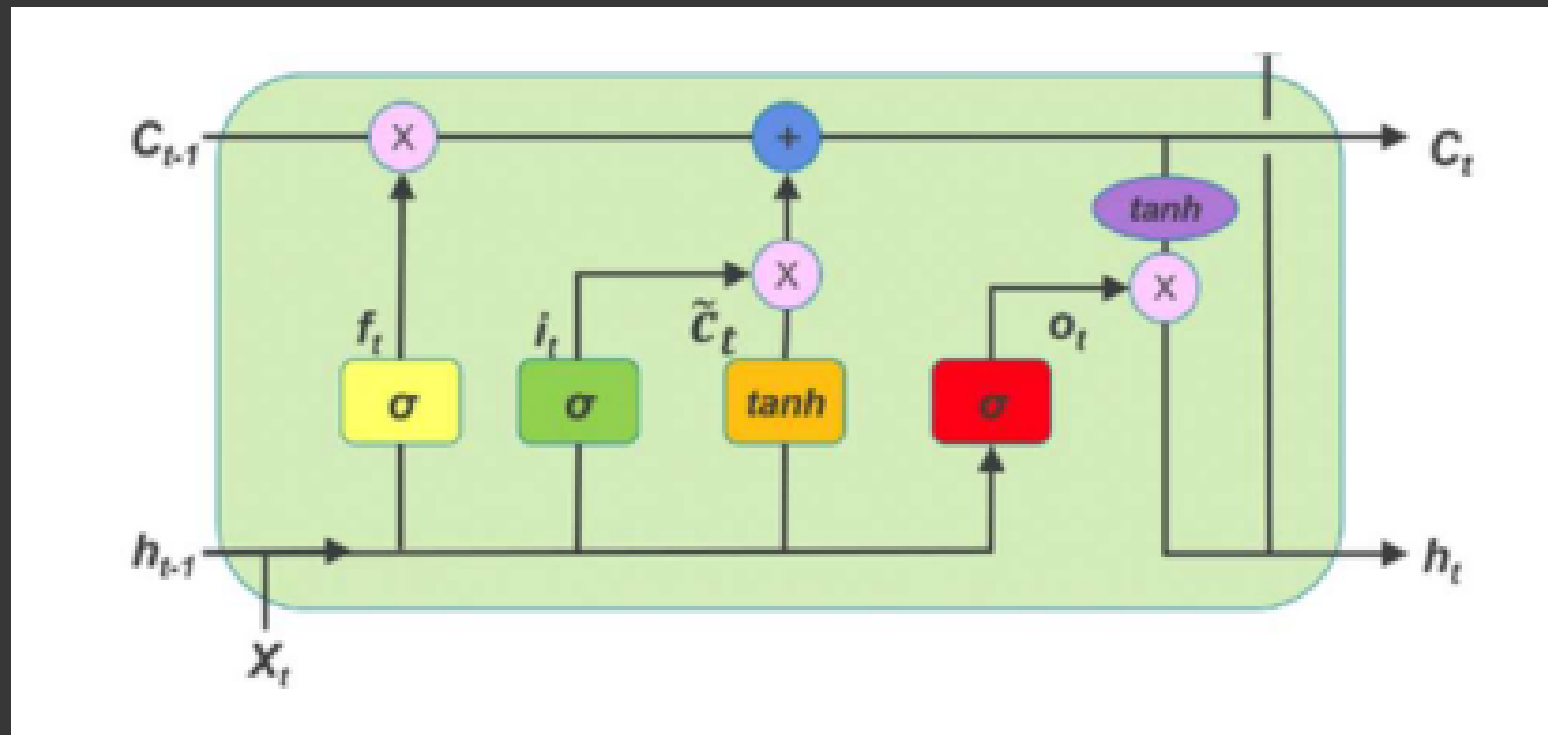 C_{t-1} X + C_t
tanh
X X
f_t i_t c̃_t o_t
σ σ tanh σ
h_{t-1} h_t
X_t